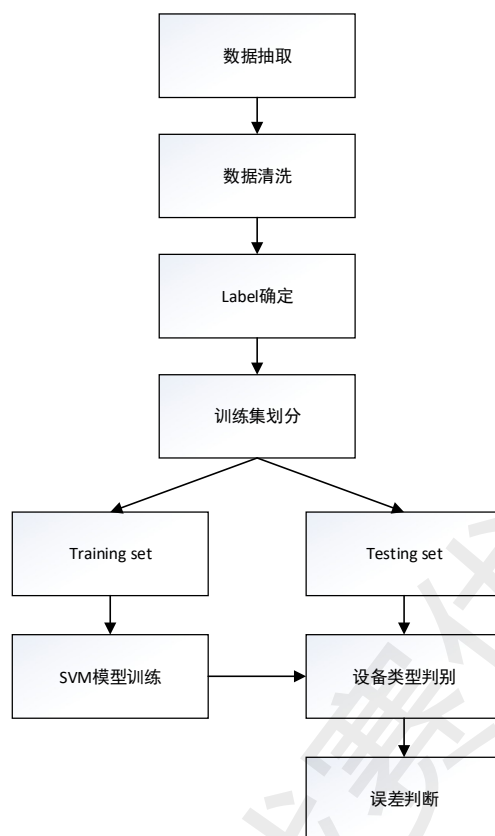 数据抽取
数据清洗
Label确定
训练集划分
Training set
Testing set
SVM模型训练
设备类型判别
误差判断